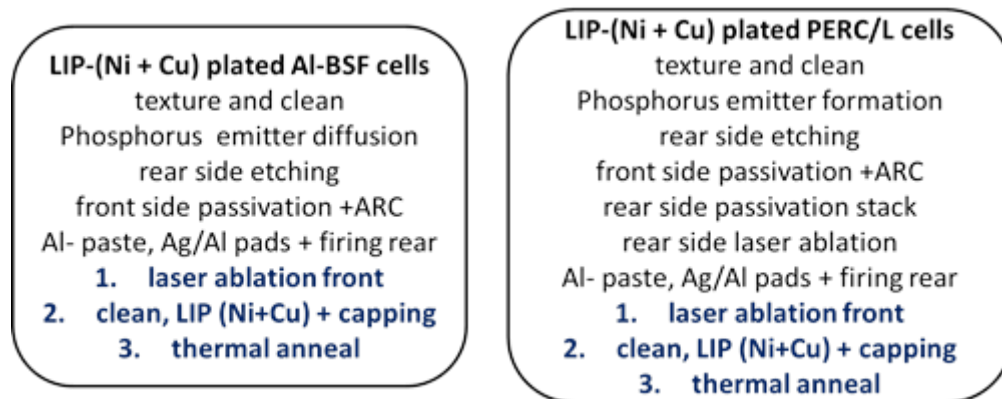 LIP-(Ni + Cu) plated Al-BSF cells
texture and clean
Phosphorus emitter diffusion
rear side etching
front side passivation +ARC
Al- paste, Ag/Al pads + firing rear
1. laser ablation front
2. clean, LIP (Ni+Cu) + capping
3. thermal anneal
LIP-(Ni + Cu) plated PERC/L cells
texture and clean
Phosphorus emitter formation
rear side etching
front side passivation +ARC
rear side passivation stack
rear side laser ablation
Al- paste, Ag/Al pads + firing rear
1. laser ablation front
2. clean, LIP (Ni+Cu) + capping
3. thermal anneal